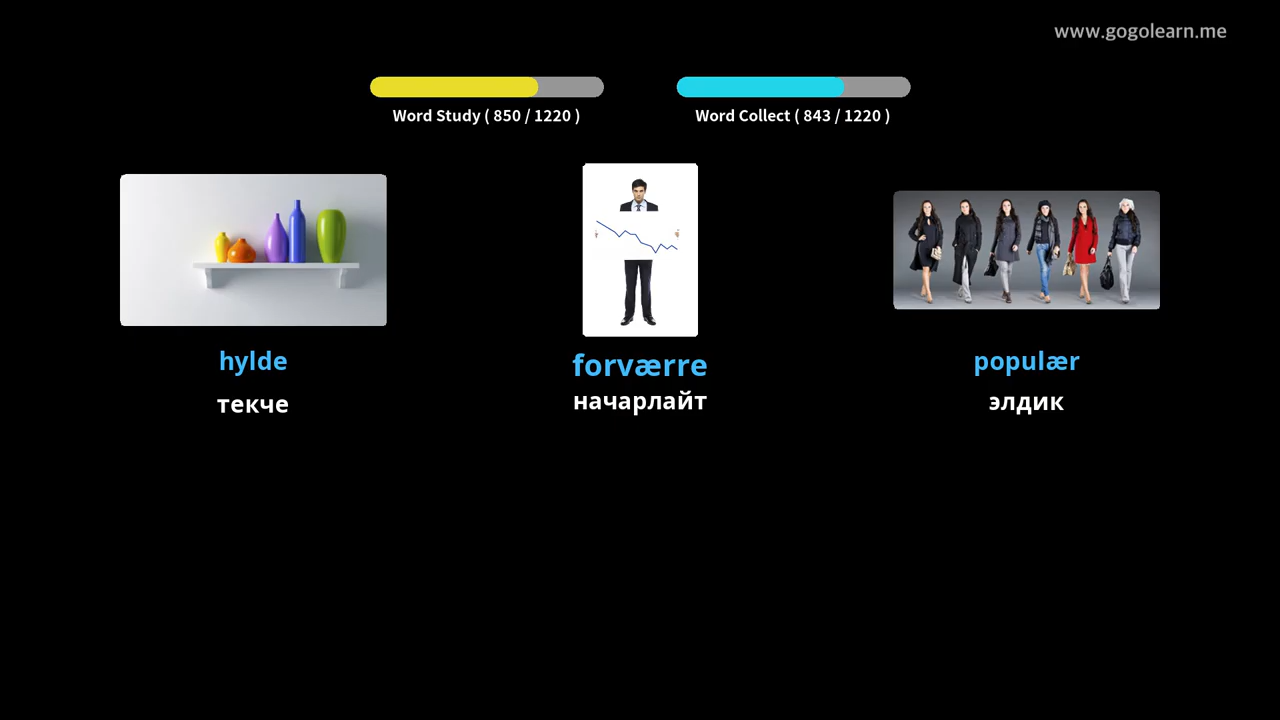 www.gogolearn.me
Word Study ( 850 / 1220 )
Word Collect ( 843 / 1220 )
hylde
forværre
populær
текче
начарлайт
элдик